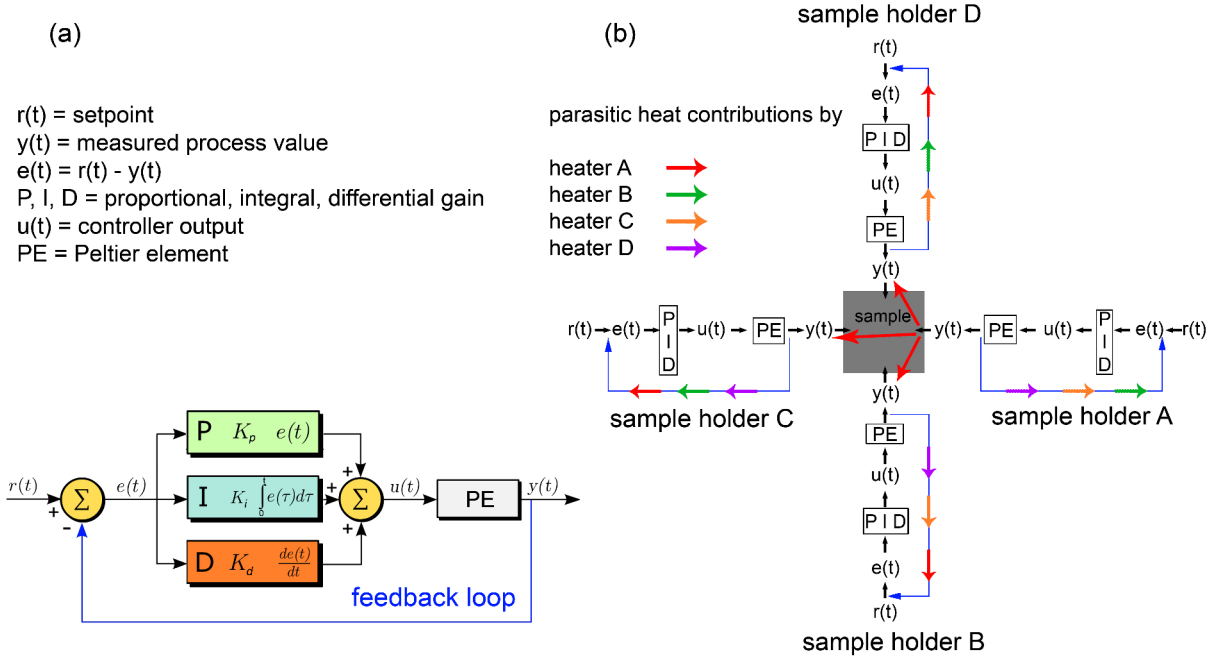 (a)
r(t) = setpoint
y(t) = measured process value
e(t) = r(t) - y(t)
P, I, D = proportional, integral, differential gain
u(t) = controller output
PE = Peltier element
r(t)
+
-
Σ
e(t)
P Kp e(t)
I Ki ∫ t 0 e(τ)dτ
D Kd de(t)/dt
+
+
+
Σ
u(t)
PE
y(t)
feedback loop
(b)
sample holder D
r(t)
e(t)
P I D
u(t)
PE
y(t)
parasitic heat contributions by
heater A
heater B
heater C
heater D
sample
r(t) e(t) P I D u(t) PE y(t)
sample holder C
y(t) PE u(t) P I D e(t) r(t)
sample holder A
y(t)
PE
u(t)
P I D
e(t)
r(t)
sample holder B